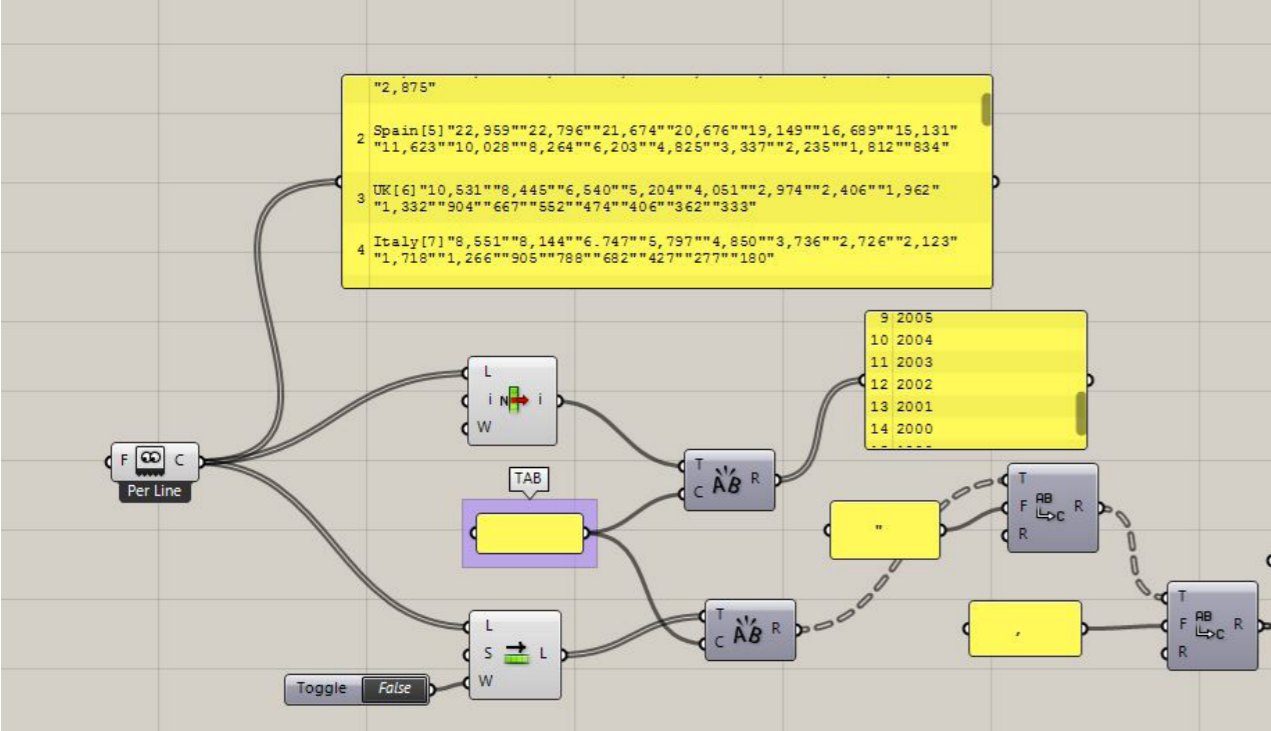 "2,875"
2 Spain[5]"22,959""22,796""21,674""20,676""19,149""16,689""15,131"
"11,623""10,028""8,264""6,203""4,825""3,337""2,235""1,812""834"
3 UK[6]"10,531""8,445""6,540""5,204""4,051""2,974""2,406""1,962"
"1,332""904""667""552""474""406""362""333"
4 Italy[7]"8,551""8,144""6.747""5,797""4,850""3,736""2,726""2,123"
"1,718""1,266""905""788""682""427""277""180"
9 2005
10 2004
11 2003
12 2002
13 2001
14 2000
L
i N i
W
F C
Per Line
TAB
T
C AB R
"
T
F AB C R
R
,
T
C AB R
T
F AB C R
R
L
S L
W
Toggle False